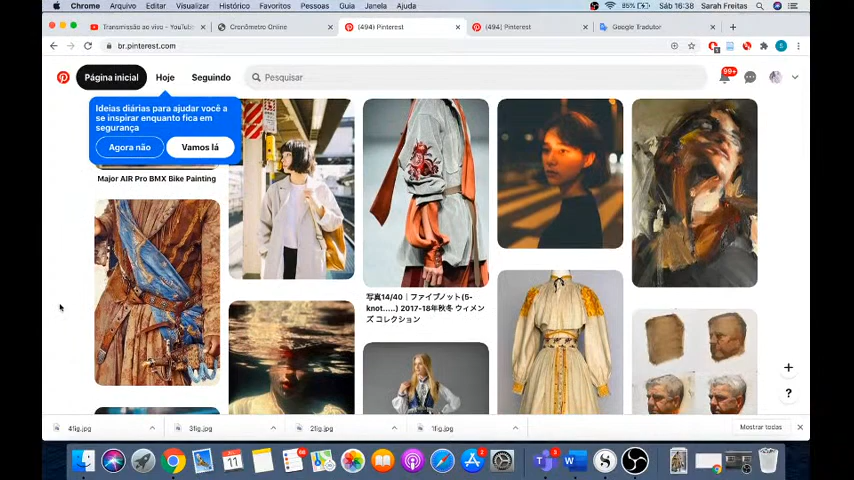 Chrome Arquivo Editar Visualizar Histórico Favoritos Pessoas Guia Janela Ajuda 86% Sáb 16:38 Sarah Freitas
Transmissão ao vivo – YouTub Cronômetro Online (494) Pinterest (494) Pinterest Google Tradutor
br.pinterest.com
Página inicial Hoje Seguindo Pesquisar 99+
Ideias diárias para ajudar você a
se inspirar enquanto fica em
segurança
Agora não Vamos lá
Major AIR Pro BMX Bike Painting
写真14/40｜ファイブノット(5-
knot.....) 2017-18年秋冬 ウィメン
ズ コレクション
4fig.jpg 3fig.jpg 2fig.jpg 1fig.jpg Mostrar todas
11